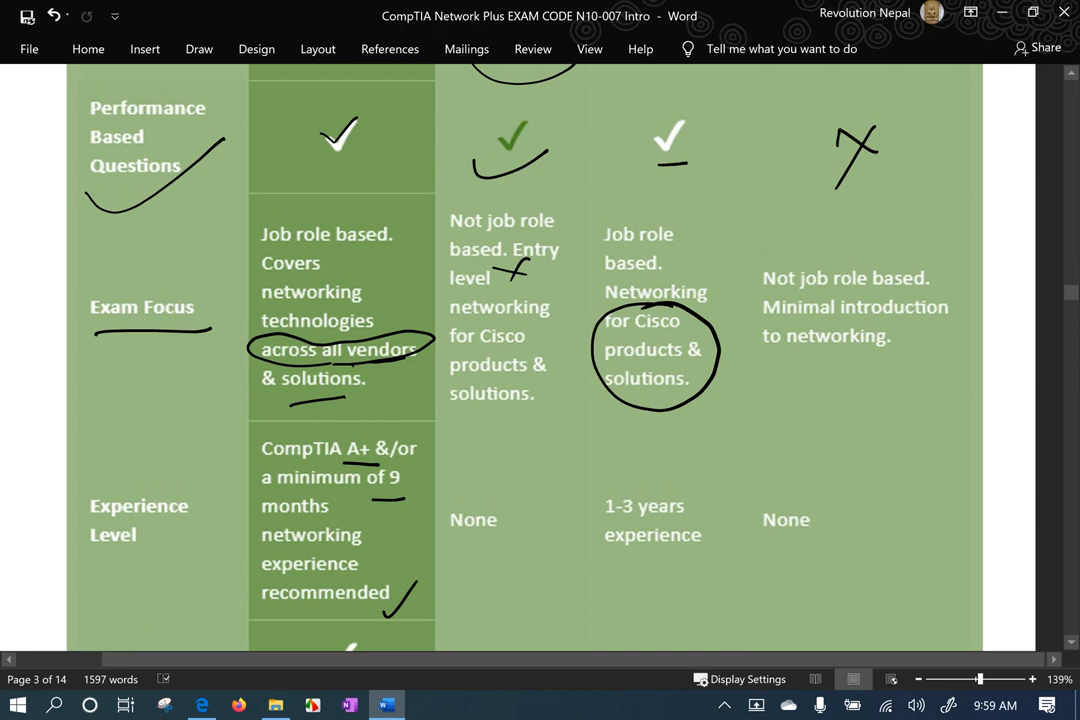 CompTIA Network Plus EXAM CODE N10-007 Intro - Word
Revolution Nepal
File Home Insert Draw Design Layout References Mailings Review View Help Tell me what you want to do Share
Performance
Based
Questions
Exam Focus
Job role based.
Covers
networking
technologies
across all vendors
& solutions.
Not job role
based. Entry
level
networking
for Cisco
products &
solutions.
Job role
based.
Networking
for Cisco
products &
solutions.
Not job role based.
Minimal introduction
to networking.
Experience
Level
CompTIA A+ &/or
a minimum of 9
months
networking
experience
recommended
None
1-3 years
experience
None
Page 3 of 14 1597 words Display Settings 139%
9:59 AM